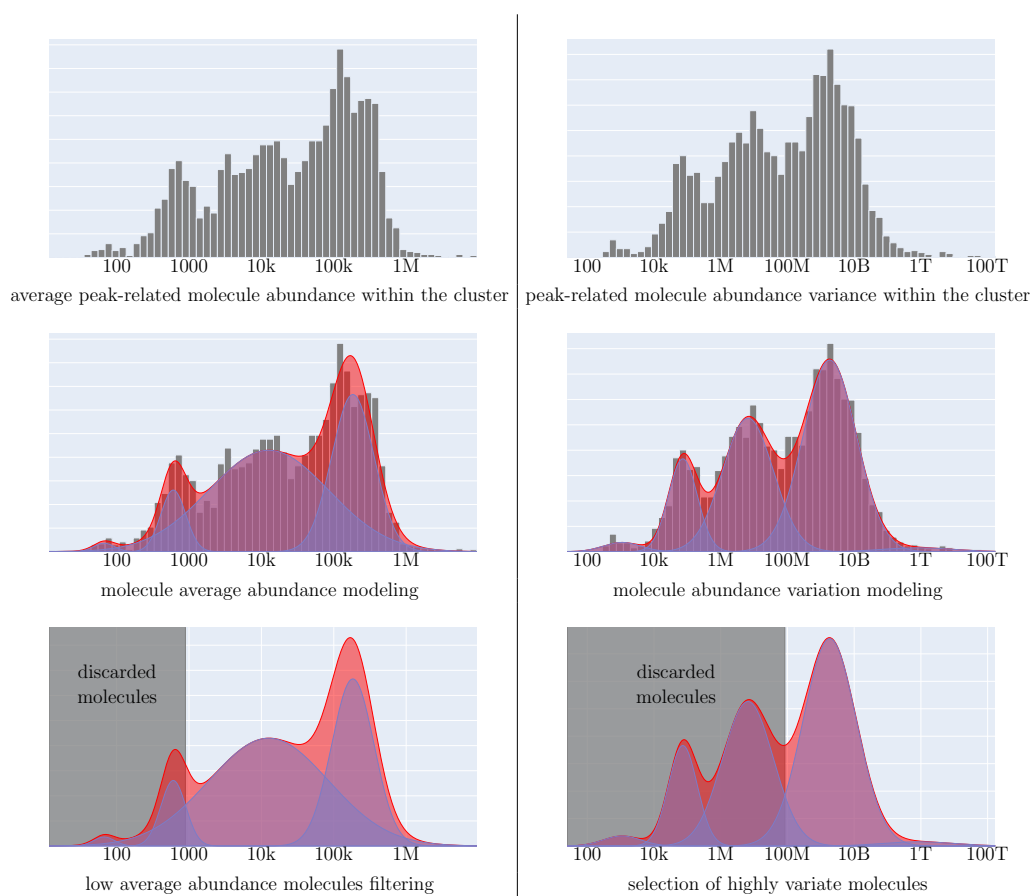 100 1000 10k 100k 1M
average peak-related molecule abundance within the cluster
100 10k 1M 100M 10B 1T 100T
peak-related molecule abundance variance within the cluster
100 1000 10k 100k 1M
molecule average abundance modeling
100 10k 1M 100M 10B 1T 100T
molecule abundance variation modeling
discarded
molecules
100 1000 10k 100k 1M
low average abundance molecules filtering
discarded
molecules
100 10k 1M 100M 10B 1T 100T
selection of highly variate molecules